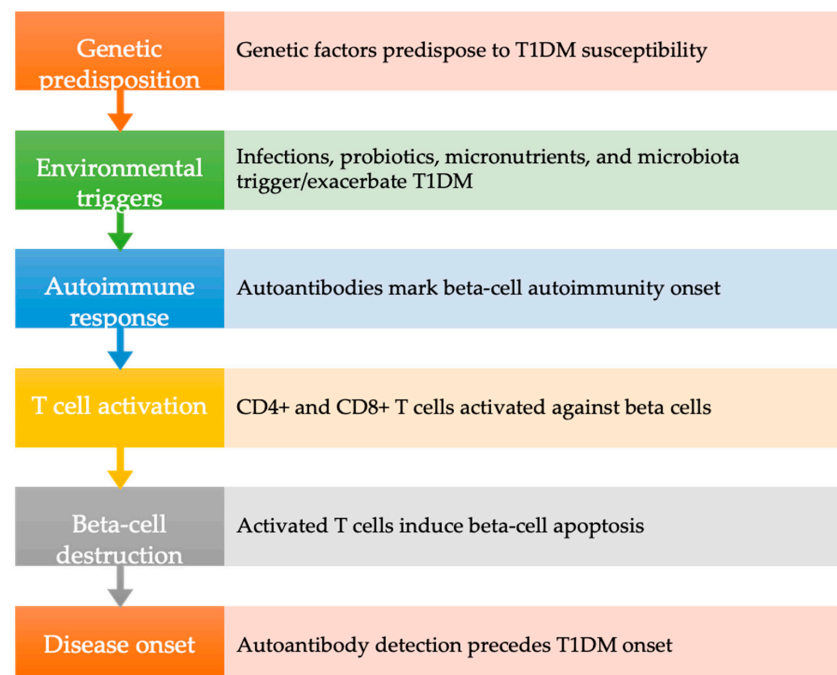 Genetic
predisposition
Genetic factors predispose to T1DM susceptibility
Environmental
triggers
Infections, probiotics, micronutrients, and microbiota
trigger/exacerbate T1DM
Autoimmune
response
Autoantibodies mark beta-cell autoimmunity onset
T cell activation
CD4+ and CD8+ T cells activated against beta cells
Beta-cell
destruction
Activated T cells induce beta-cell apoptosis
Disease onset
Autoantibody detection precedes T1DM onset